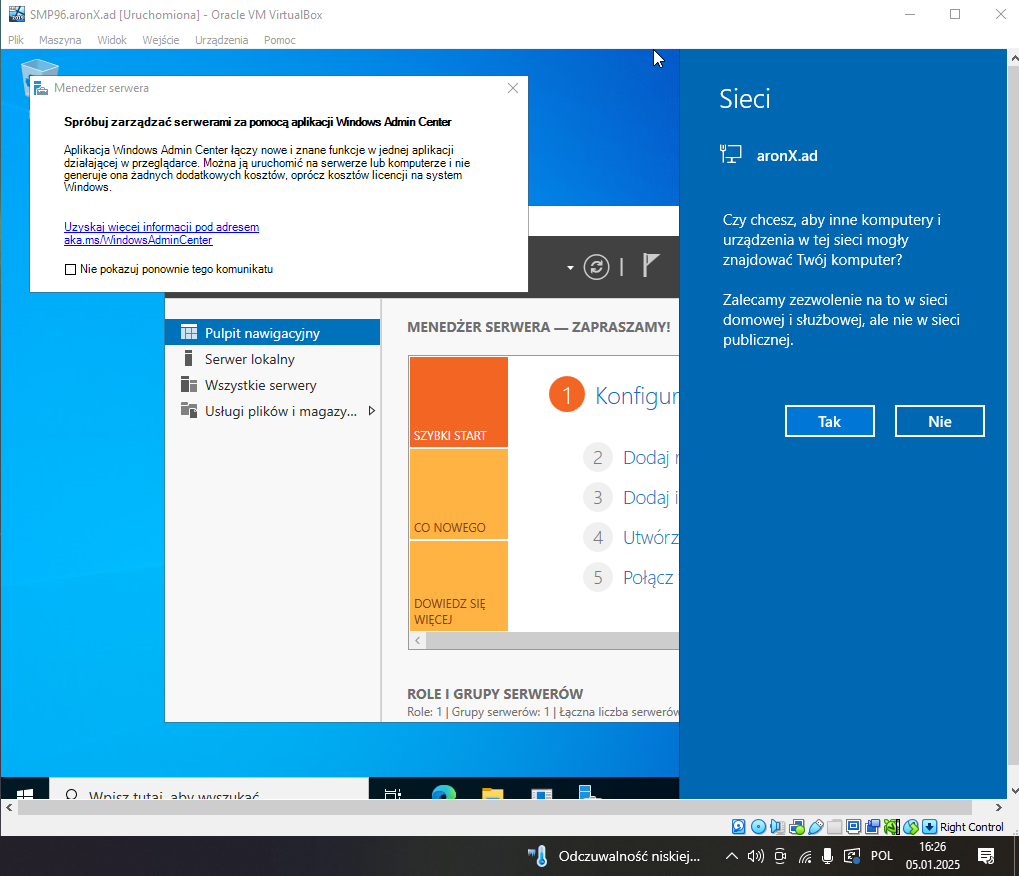 SMP96.aronX.ad [Uruchomiona] - Oracle VM VirtualBox
Plik Maszyna Widok Wejście Urządzenia Pomoc
Menedżer serwera
Spróbuj zarządzać serwerami za pomocą aplikacji Windows Admin Center
Aplikacja Windows Admin Center łączy nowe i znane funkcje w jednej aplikacji
działającej w przeglądarce. Można ją uruchomić na serwerze lub komputerze i nie
generuje ona żadnych dodatkowych kosztów, oprócz kosztów licencji na system
Windows.
Uzyskaj więcej informacji pod adresem
aka.ms/WindowsAdminCenter
Nie pokazuj ponownie tego komunikatu
Pulpit nawigacyjny
Serwer lokalny
Wszystkie serwery
Usługi plików i magazy...
MENEDŻER SERWERA — ZAPRASZAMY!
SZYBKI START
CO NOWEGO
DOWIEDZ SIĘ
WIĘCEJ
1 Konfigur
2 Dodaj r
3 Dodaj i
4 Utwórz
5 Połącz
ROLE I GRUPY SERWERÓW
Role: 1 | Grupy serwerów: 1 | Łączna liczba serwerów
Sieci
aronX.ad
Czy chcesz, aby inne komputery i
urządzenia w tej sieci mogły
znajdować Twój komputer?
Zalecamy zezwolenie na to w sieci
domowej i służbowej, ale nie w sieci
publicznej.
Tak Nie
Wpisz tutaj, aby wyszukać
Right Control
Odczuwalność niskiej...
POL
16:26
05.01.2025